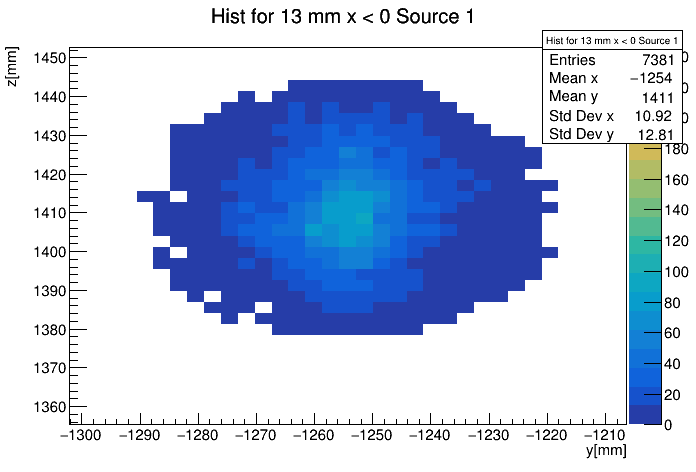 Hist for 13 mm x < 0 Source 1
z[mm]
1450
1440
1430
1420
1410
1400
1390
1380
1370
1360
−1300 −1290 −1280 −1270 −1260 −1250 −1240 −1230 −1220 −1210
y[mm]
Hist for 13 mm x < 0 Source 1
Entries 7381
Mean x −1254
Mean y 1411
Std Dev x 10.92
Std Dev y 12.81
180
160
140
120
100
80
60
40
20
0